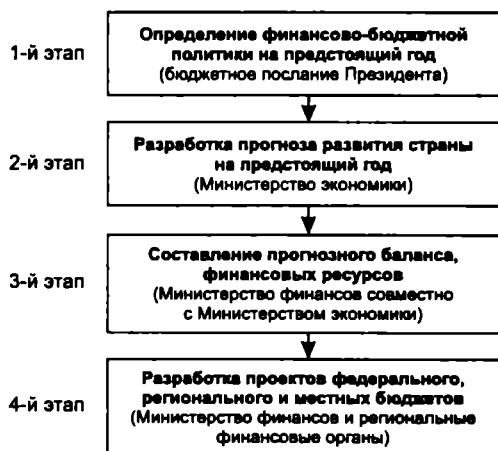 1-й этап
Определение финансово-бюджетной
политики на предстоящий год
(бюджетное послание Президента)
2-й этап
Разработка прогноза развития страны
на предстоящий год
(Министерство экономики)
3-й этап
Составление прогнозного баланса,
финансовых ресурсов
(Министерство финансов совместно
с Министерством экономики)
4-й этап
Разработка проектов федерального,
регионального и местных бюджетов
(Министерство финансов и региональные
финансовые органы)